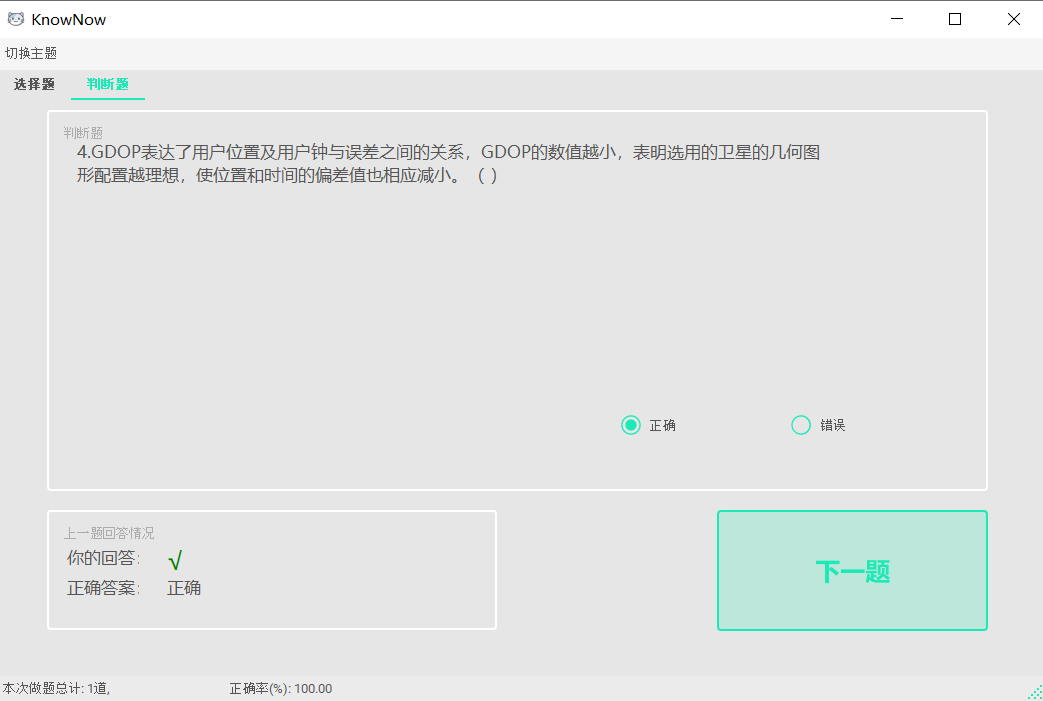 KnowNow
切换主题
选择题 判断题
判断题
4.GDOP表达了用户位置及用户钟与误差之间的关系，GDOP的数值越小，表明选用的卫星的几何图
形配置越理想，使位置和时间的偏差值也相应减小。（ ）
正确 错误
上一题回答情况
你的回答： √
正确答案： 正确
下一题
本次做题总计: 1道, 正确率(%): 100.00